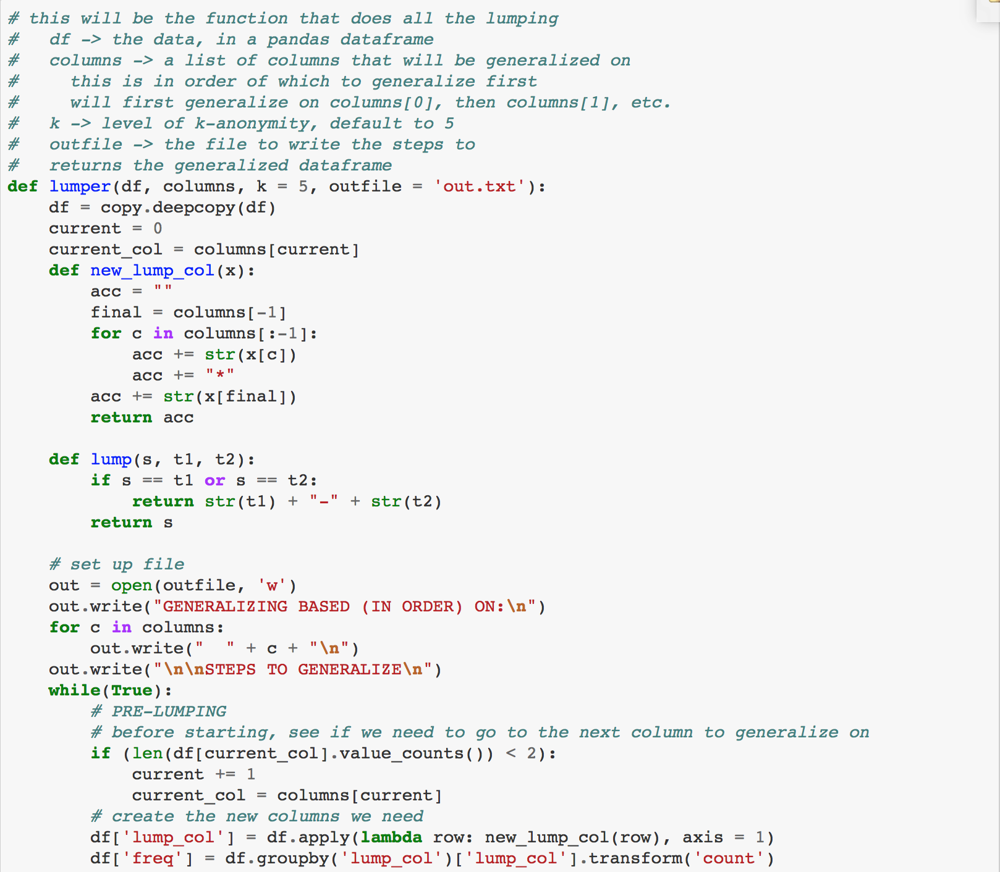 # this will be the function that does all the lumping
#   df -> the data, in a pandas dataframe
#   columns -> a list of columns that will be generalized on
#     this is in order of which to generalize first
#     will first generalize on columns[0], then columns[1], etc.
#   k -> level of k-anonymity, default to 5
#   outfile -> the file to write the steps to
#   returns the generalized dataframe
def lumper(df, columns, k = 5, outfile = 'out.txt'):
    df = copy.deepcopy(df)
    current = 0
    current_col = columns[current]
    def new_lump_col(x):
        acc = ""
        final = columns[-1]
        for c in columns[:-1]:
            acc += str(x[c])
            acc += "*"
        acc += str(x[final])
        return acc

    def lump(s, t1, t2):
        if s == t1 or s == t2:
            return str(t1) + "-" + str(t2)
        return s

    # set up file
    out = open(outfile, 'w')
    out.write("GENERALIZING BASED (IN ORDER) ON:\n")
    for c in columns:
        out.write("  " + c + "\n")
    out.write("\n\nSTEPS TO GENERALIZE\n")
    while(True):
        # PRE-LUMPING
        # before starting, see if we need to go to the next column to generalize on
        if (len(df[current_col].value_counts()) < 2):
            current += 1
            current_col = columns[current]
        # create the new columns we need
        df['lump_col'] = df.apply(lambda row: new_lump_col(row), axis = 1)
        df['freq'] = df.groupby('lump_col')['lump_col'].transform('count')